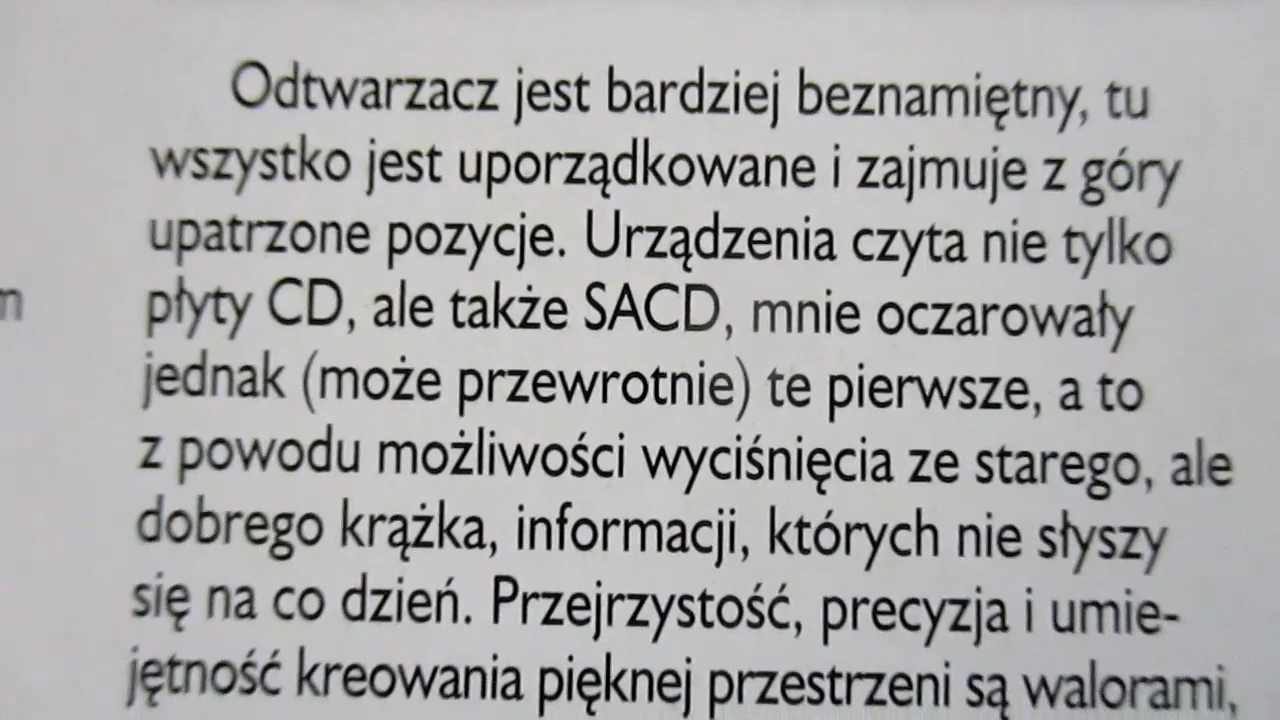 Odtwarzacz jest bardziej beznamiętny, tu
wszystko jest uporządkowane i zajmuje z góry
upatrzone pozycje. Urządzenia czyta nie tylko
płyty CD, ale także SACD, mnie oczarowały
jednak (może przewrotnie) te pierwsze, a to
z powodu możliwości wyciśnięcia ze starego, ale
dobrego krążka, informacji, których nie słyszy
się na co dzień. Przejrzystość, precyzja i umie-
jętność kreowania pięknej przestrzeni są walorami,